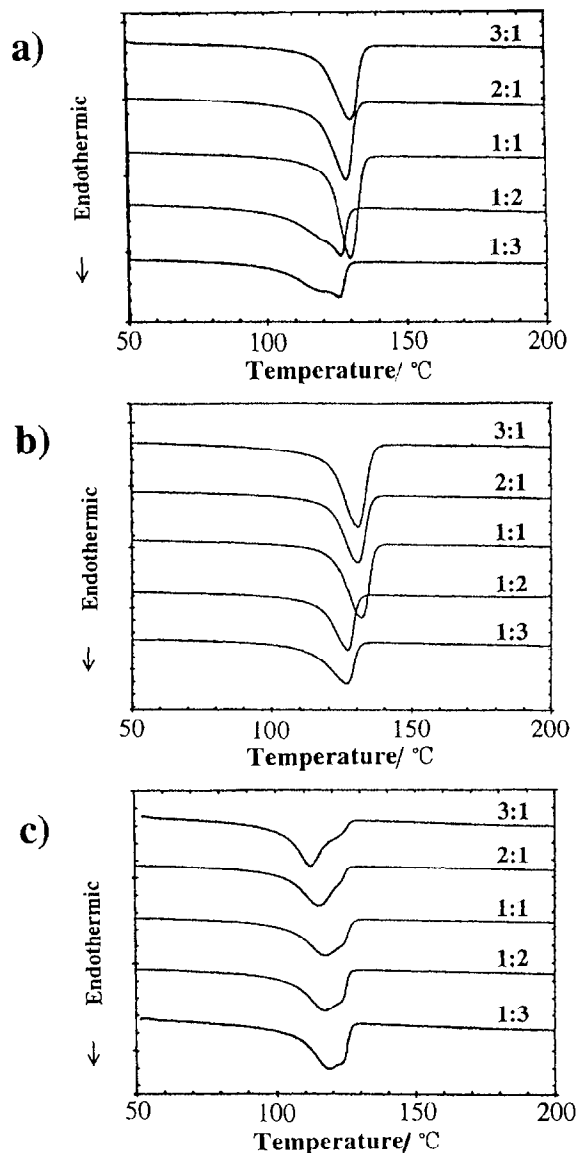 a)
3:1
2:1
1:1
1:2
1:3
← Endothermic
50 100 150 200
Temperature/ ℃
b)
3:1
2:1
1:1
1:2
1:3
← Endothermic
50 100 150 200
Temperature/ ℃
c)
3:1
2:1
1:1
1:2
1:3
← Endothermic
50 100 150 200
Temperature/ ℃